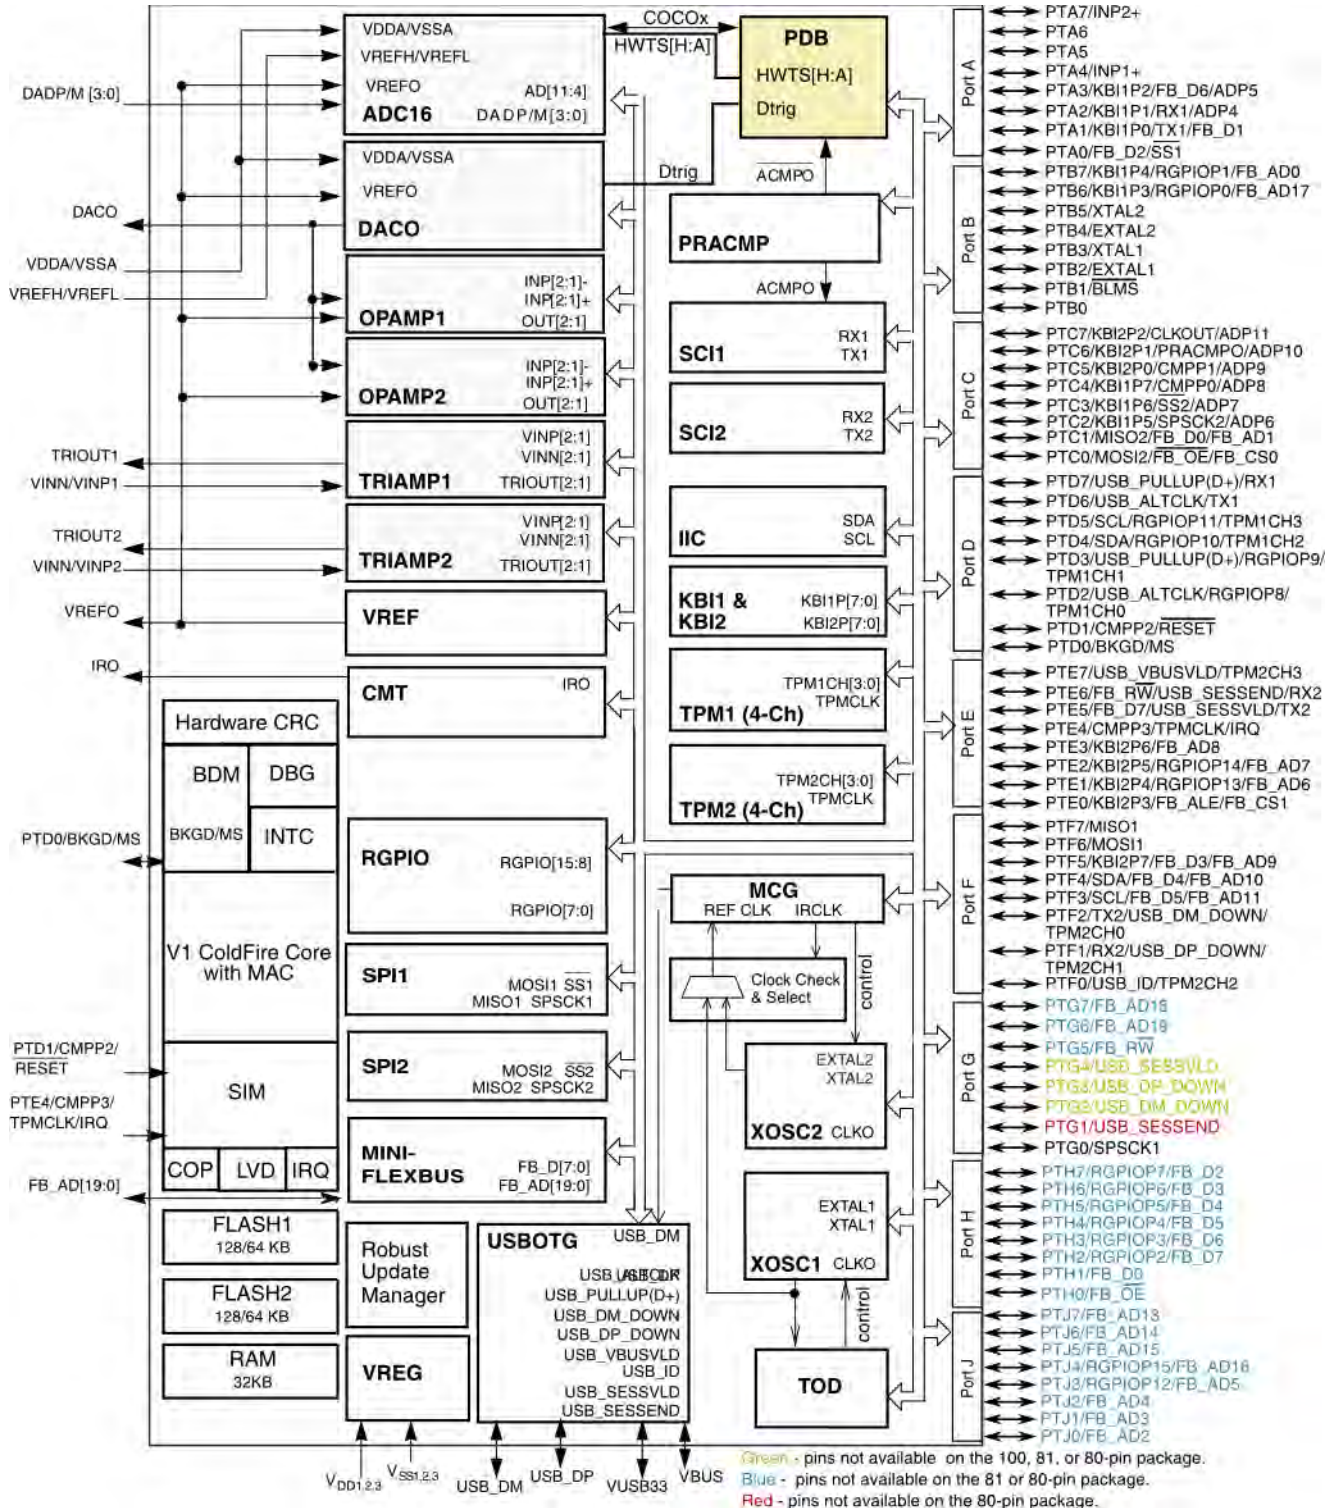 VDDA/VSSA
VREFH/VREFL
VREFO
AD[11:4]
DADP/M[3:0]
ADC16
DADP/M [3:0]
COCOx
HWTS[H:A]
PDB
HWTS[H:A]
Dtrig
VDDA/VSSA
VREFO
DACO
Dtrig
DACO
VDDA/VSSA
VREFH/VREFL
ACMPO
PRACMP
ACMPO
INP[2:1]-
INP[2:1]+
OUT[2:1]
OPAMP1
INP[2:1]-
INP[2:1]+
OUT[2:1]
OPAMP2
RX1
TX1
SCI1
RX2
TX2
SCI2
VINP[2:1]
VINN[2:1]
TRIOUT[2:1]
TRIAMP1
TRIOUT1
VINN/VINP1
VINP[2:1]
VINN[2:1]
TRIOUT[2:1]
TRIAMP2
TRIOUT2
VINN/VINP2
SDA
SCL
IIC
VREFO
VREF
KBI1 &
KBI2
KBI1P[7:0]
KBI2P[7:0]
IRO
CMT
IRO
TPM1CH[3:0]
TPMCLK
TPM1 (4-Ch)
TPM2CH[3:0]
TPMCLK
TPM2 (4-Ch)
Hardware CRC
BDM
DBG
BKGD/MS
INTC
PTD0/BKGD/MS
V1 ColdFire Core
with MAC
PTD1/CMPP2/
RESET
SIM
PTE4/CMPP3/
TPMCLK/IRQ
COP
LVD
IRQ
FB_AD[19:0]
FLASH1
128/64 KB
FLASH2
128/64 KB
RAM
32KB
RGPIO
RGPIO[15:8]
RGPIO[7:0]
SPI1
MOSI1 SS1
MISO1 SPSCK1
SPI2
MOSI2 SS2
MISO2 SPSCK2
MINI-
FLEXBUS
FB_D[7:0]
FB_AD[19:0]
Robust
Update
Manager
VREG
USBOTG
USB_DM
USB_PULLUP(D+)
USB_DM_DOWN
USB_DP_DOWN
USB_VBUSVLD
USB_ID
USB_SESSVLD
USB_SESSEND
VDD1,2,3
VSS1,2,3
USB_DM
USB_DP
VUSB33
VBUS
MCG
REF CLK
IRCLK
Clock Check
& Select
control
EXTAL2
XTAL2
XOSC2
CLKO
EXTAL1
XTAL1
XOSC1
CLKO
control
TOD
Port A
PTA7/INP2+
PTA6
PTA5
PTA4/INP1+
PTA3/KBI1P2/FB_D6/ADP5
PTA2/KBI1P1/RX1/ADP4
PTA1/KBI1P0/TX1/FB_D1
PTA0/FB_D2/SS1
Port B
PTB7/KBI1P4/RGPIOP1/FB_AD0
PTB6/KBI1P3/RGPIOP0/FB_AD17
PTB5/XTAL2
PTB4/EXTAL2
PTB3/XTAL1
PTB2/EXTAL1
PTB1/BLMS
PTB0
Port C
PTC7/KBI2P2/CLKOUT/ADP11
PTC6/KBI2P1/PRACMPO/ADP10
PTC5/KBI2P0/CMPP1/ADP9
PTC4/KBI1P7/CMPP0/ADP8
PTC3/KBI1P6/SS2/ADP7
PTC2/KBI1P5/SPSCK2/ADP6
PTC1/MISO2/FB_D0/FB_AD1
PTC0/MOSI2/FB_OE/FB_CS0
Port D
PTD7/USB_PULLUP(D+)/RX1
PTD6/USB_ALTCLK/TX1
PTD5/SCL/RGPIOP11/TPM1CH3
PTD4/SDA/RGPIOP10/TPM1CH2
PTD3/USB_PULLUP(D+)/RGPIOP9/
TPM1CH1
PTD2/USB_ALTCLK/RGPIOP8/
TPM1CH0
PTD1/CMPP2/RESET
PTD0/BKGD/MS
Port E
PTE7/USB_VBUSVLD/TPM2CH3
PTE6/FB_RW/USB_SESSEND/RX2
PTE5/FB_D7/USB_SESSVLD/TX2
PTE4/CMPP3/TPMCLK/IRQ
PTE3/KBI2P6/FB_AD8
PTE2/KBI2P5/RGPIOP14/FB_AD7
PTE1/KBI2P4/RGPIOP13/FB_AD6
PTE0/KBI2P3/FB_ALE/FB_CS1
Port F
PTF7/MISO1
PTF6/MOSI1
PTF5/KBI2P7/FB_D3/FB_AD9
PTF4/SDA/FB_D4/FB_AD10
PTF3/SCL/FB_D5/FB_AD11
PTF2/TX2/USB_DM_DOWN/
TPM2CH0
PTF1/RX2/USB_DP_DOWN/
TPM2CH1
PTF0/USB_ID/TPM2CH2
Port G
PTG7/FB_AD18
PTG6/FB_AD19
PTG5/FB_RW
PTG4/USB_SESSVLD
PTG3/USB_DP_DOWN
PTG2/USB_DM_DOWN
PTG1/USB_SESSEND
PTG0/SPSCK1
Port H
PTH7/RGPIOP7/FB_D2
PTH6/RGPIOP6/FB_D3
PTH5/RGPIOP5/FB_D4
PTH4/RGPIOP4/FB_D5
PTH3/RGPIOP3/FB_D6
PTH2/RGPIOP2/FB_D7
PTH1/FB_D0
PTH0/FB_OE
Port J
PTJ7/FB_AD13
PTJ6/FB_AD14
PTJ5/FB_AD15
PTJ4/RGPIOP15/FB_AD16
PTJ3/RGPIOP12/FB_AD5
PTJ2/FB_AD4
PTJ1/FB_AD3
PTJ0/FB_AD2
Green - pins not available on the 100, 81, or 80-pin package.
Blue - pins not available on the 81 or 80-pin package.
Red - pins not available on the 80-pin package.